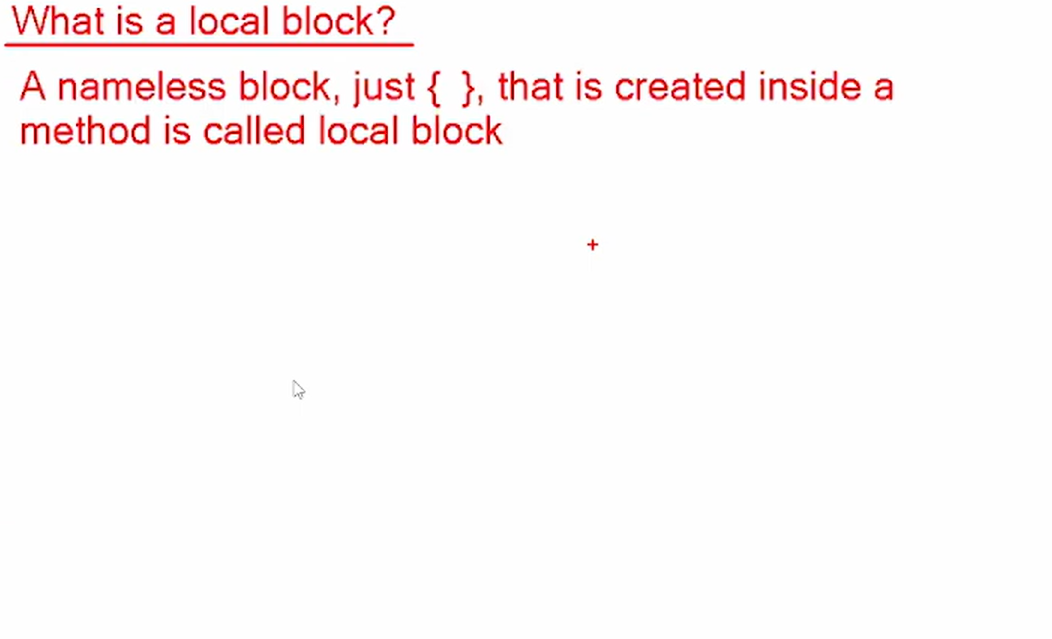 What is a local block?
A nameless block, just { }, that is created inside a
method is called local block